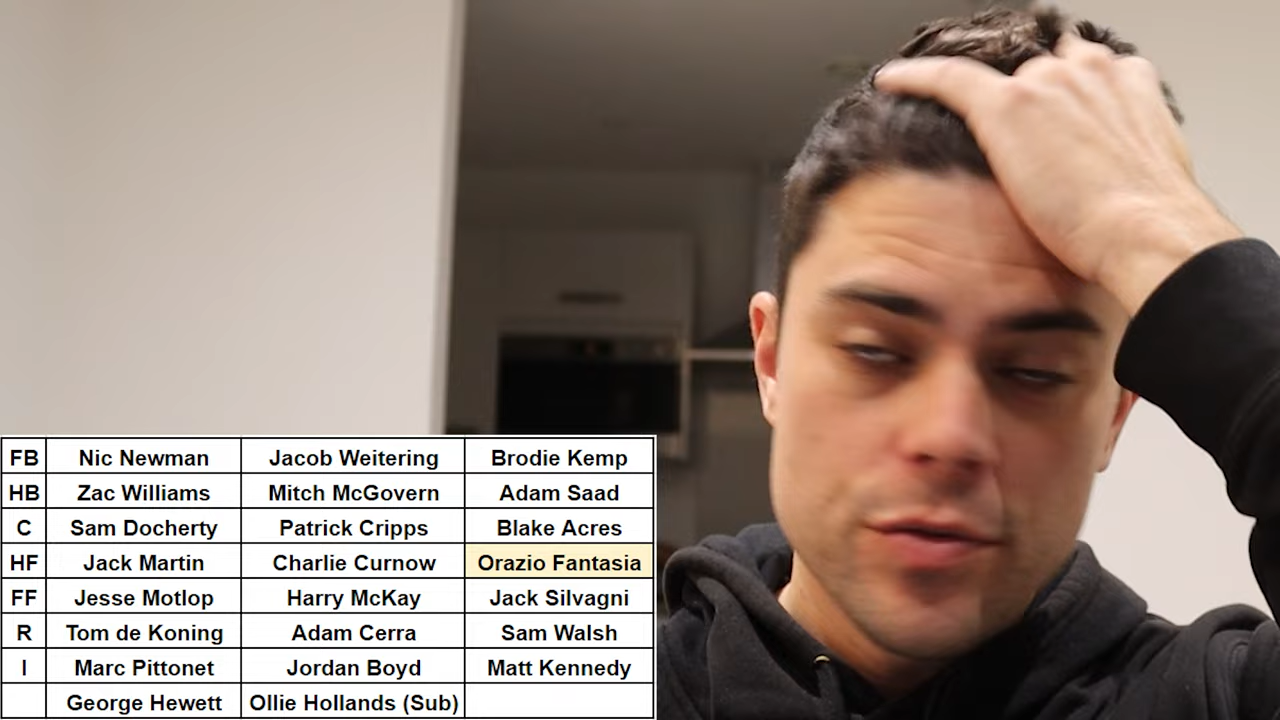 FB Nic Newman Jacob Weitering Brodie Kemp
HB Zac Williams Mitch McGovern Adam Saad
C Sam Docherty Patrick Cripps Blake Acres
HF Jack Martin Charlie Curnow Orazio Fantasia
FF Jesse Motlop Harry McKay Jack Silvagni
R Tom de Koning Adam Cerra Sam Walsh
I Marc Pittonet Jordan Boyd Matt Kennedy
George Hewett Ollie Hollands (Sub)